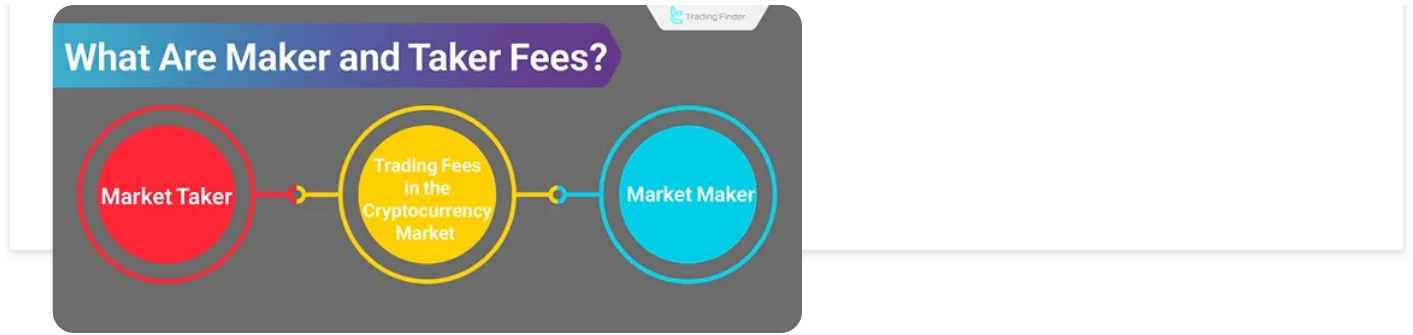 Trading Finder
What Are Maker and Taker Fees?
Market Taker
Trading Fees
in the
Cryptocurrency
Market
Market Maker